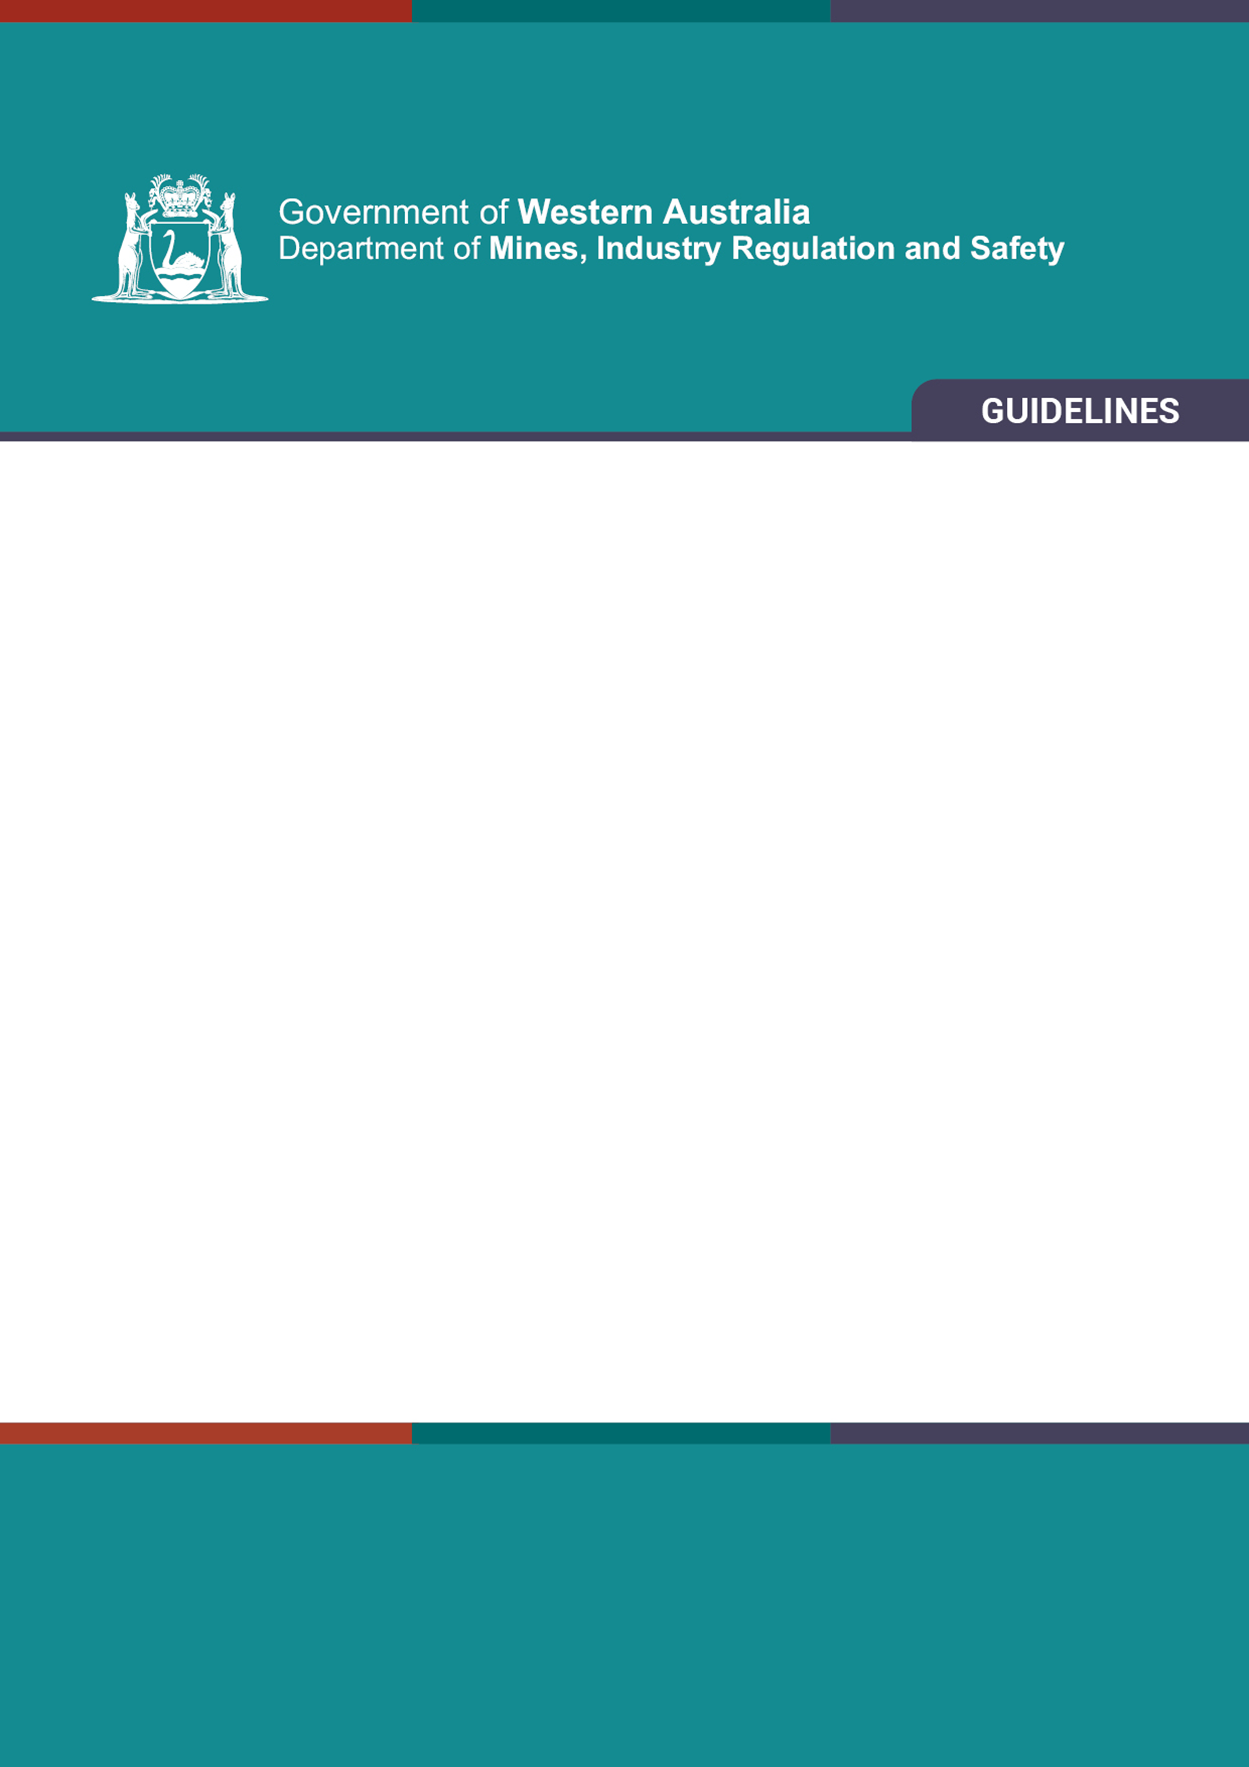 Government of Western Australia
Department of Mines, Industry Regulation and Safety
GUIDELINES